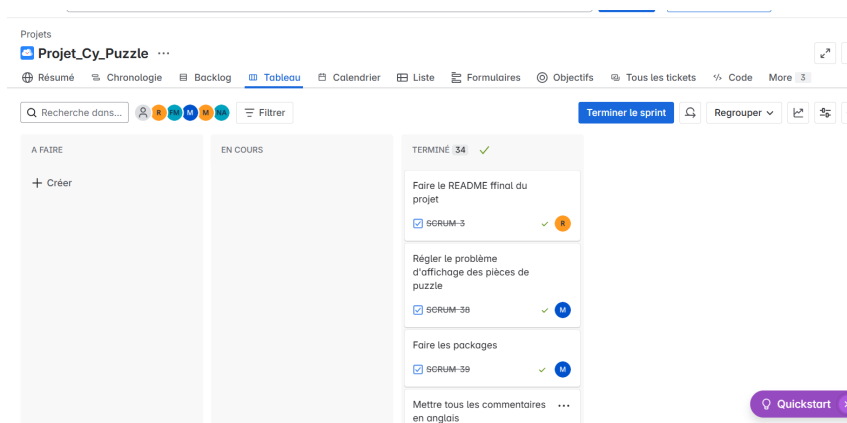 Projets
Projet_Cy_Puzzle ...
Résumé Chronologie Backlog Tableau Calendrier Liste Formulaires Objectifs Tous les tickets Code More 3
Recherche dans... R FM M M NA Filtrer Terminer le sprint Regrouper
A FAIRE EN COURS TERMINÉ 34
Créer
Faire le README ffinal du
projet
SCRUM-3 R
Régler le problème
d'affichage des pièces de
puzzle
SCRUM-38 M
Faire les packages
SCRUM-39 M
Mettre tous les commentaires ...
en anglais
Quickstart